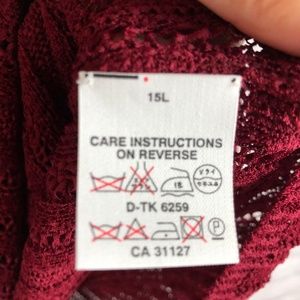 15L
CARE INSTRUCTIONS
ON REVERSE
D-TK 6259
CA 31127
P